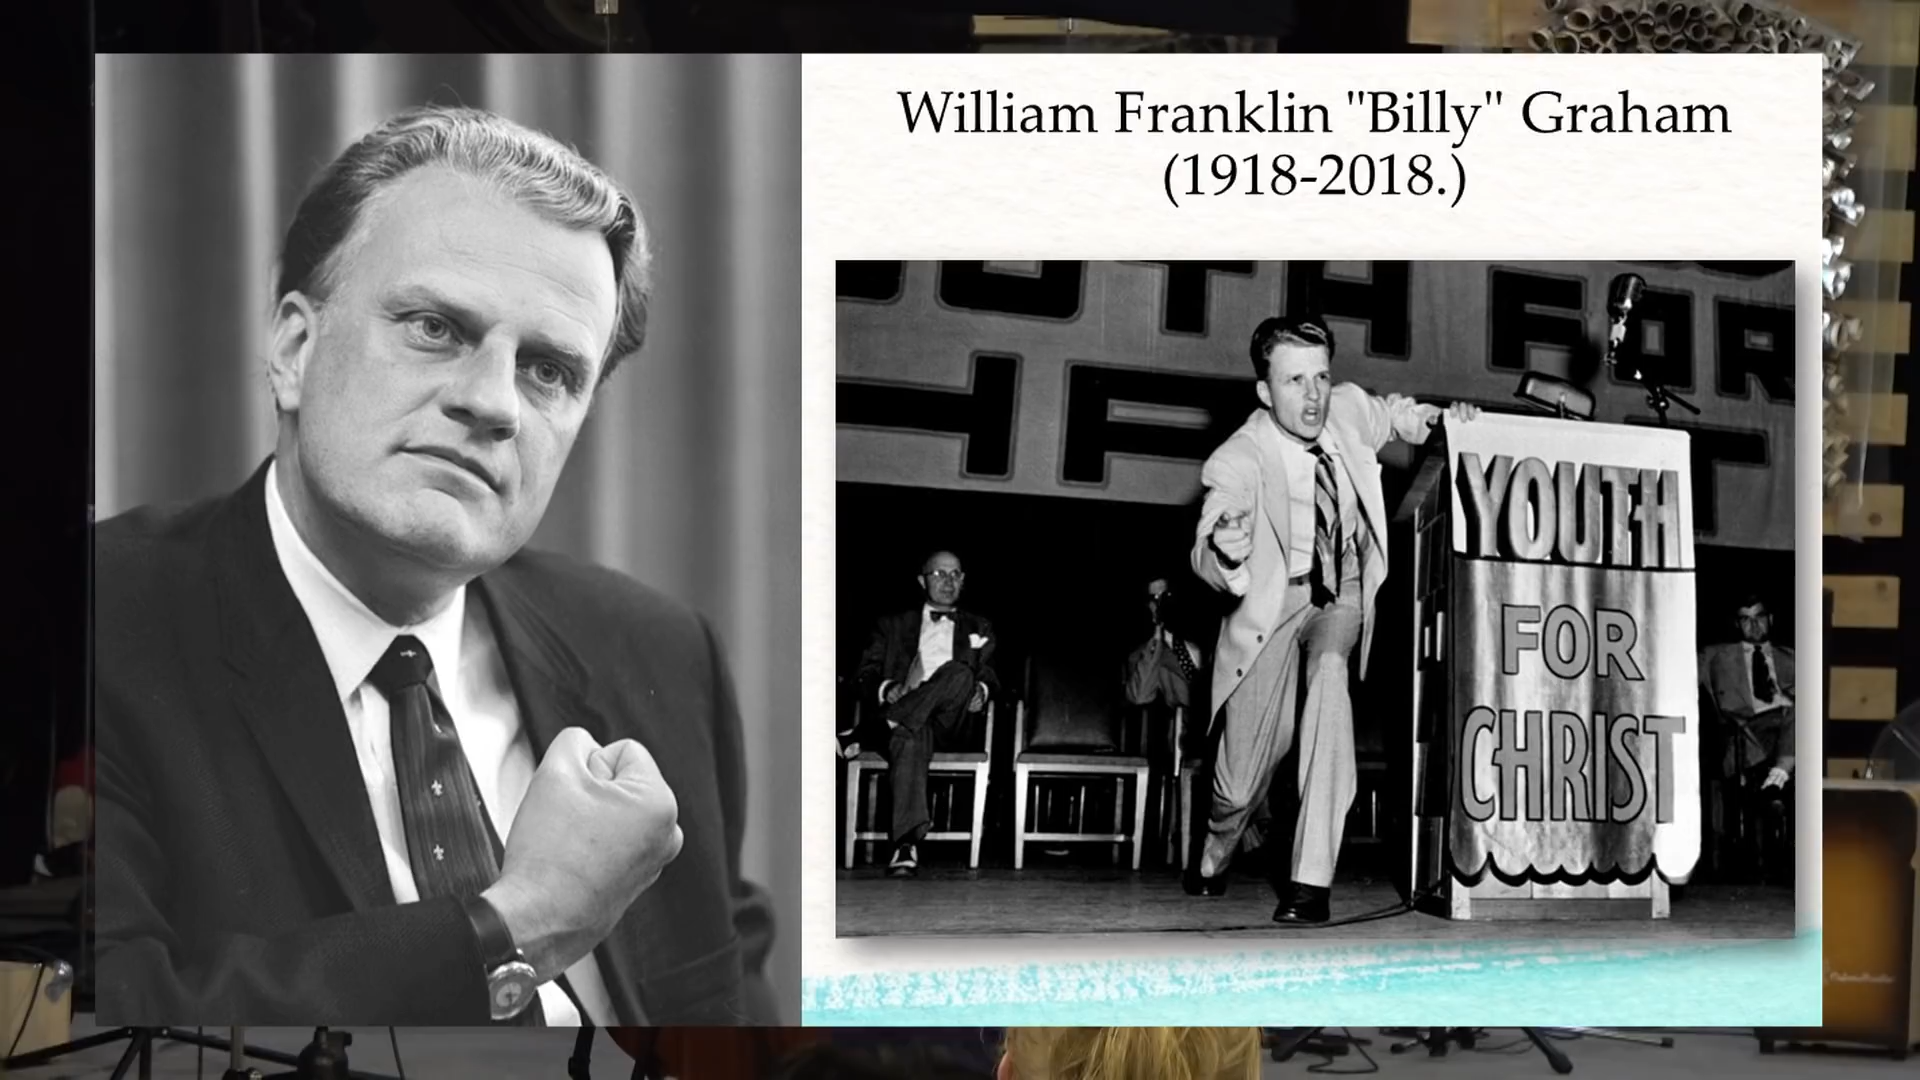 William Franklin "Billy" Graham
(1918-2018.)
YOUTH
FOR
CHRIST